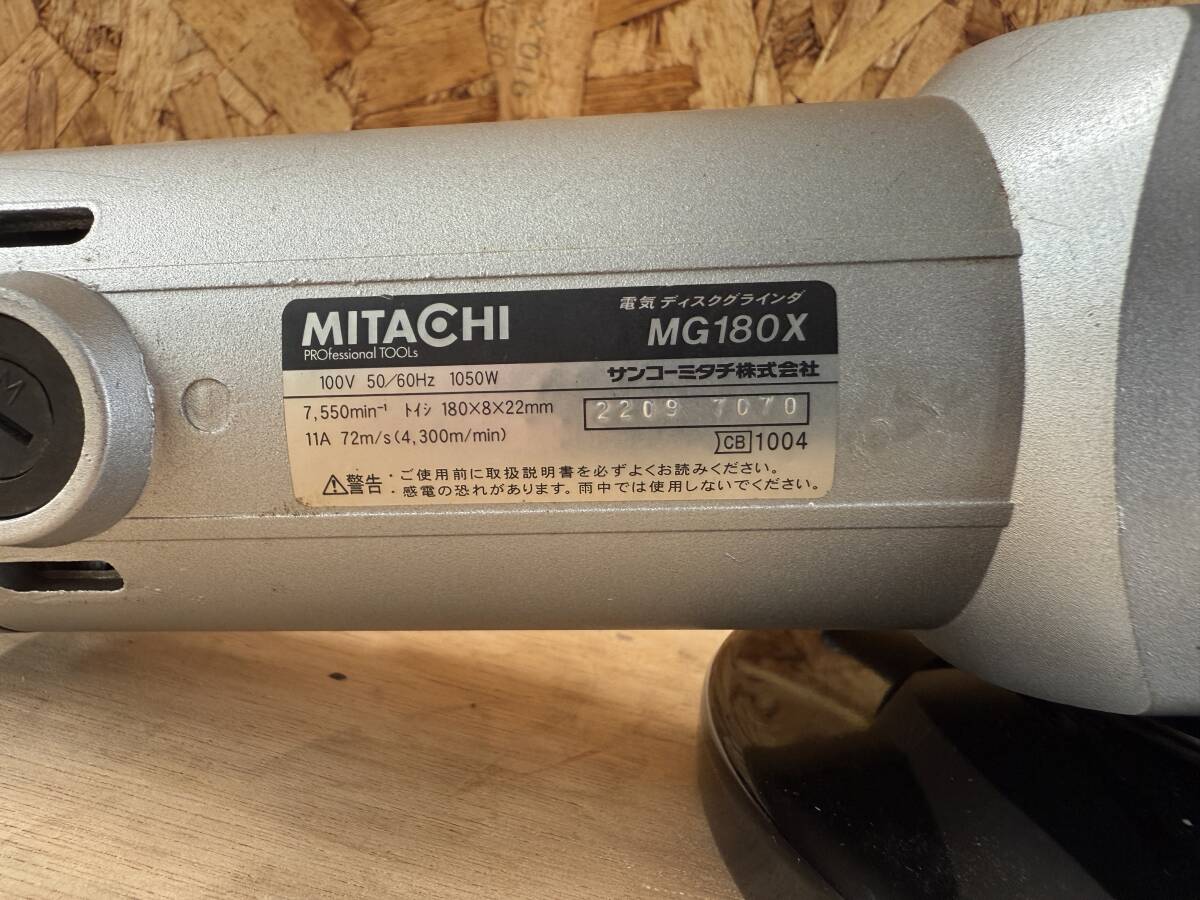 MITACHI
PROfessional TOOLs
電気 ディスクグラインダ
MG180X
100V 50/60Hz 1050W
サンコーミタチ株式会社
7,550min⁻¹ トイシ 180×8×22mm
2209 7070
11A 72m/s(4,300m/min)
CB 1004
⚠警告・ご使用前に取扱説明書を必ずよくお読みください。
・感電の恐れがあります。雨中では使用しないでください。